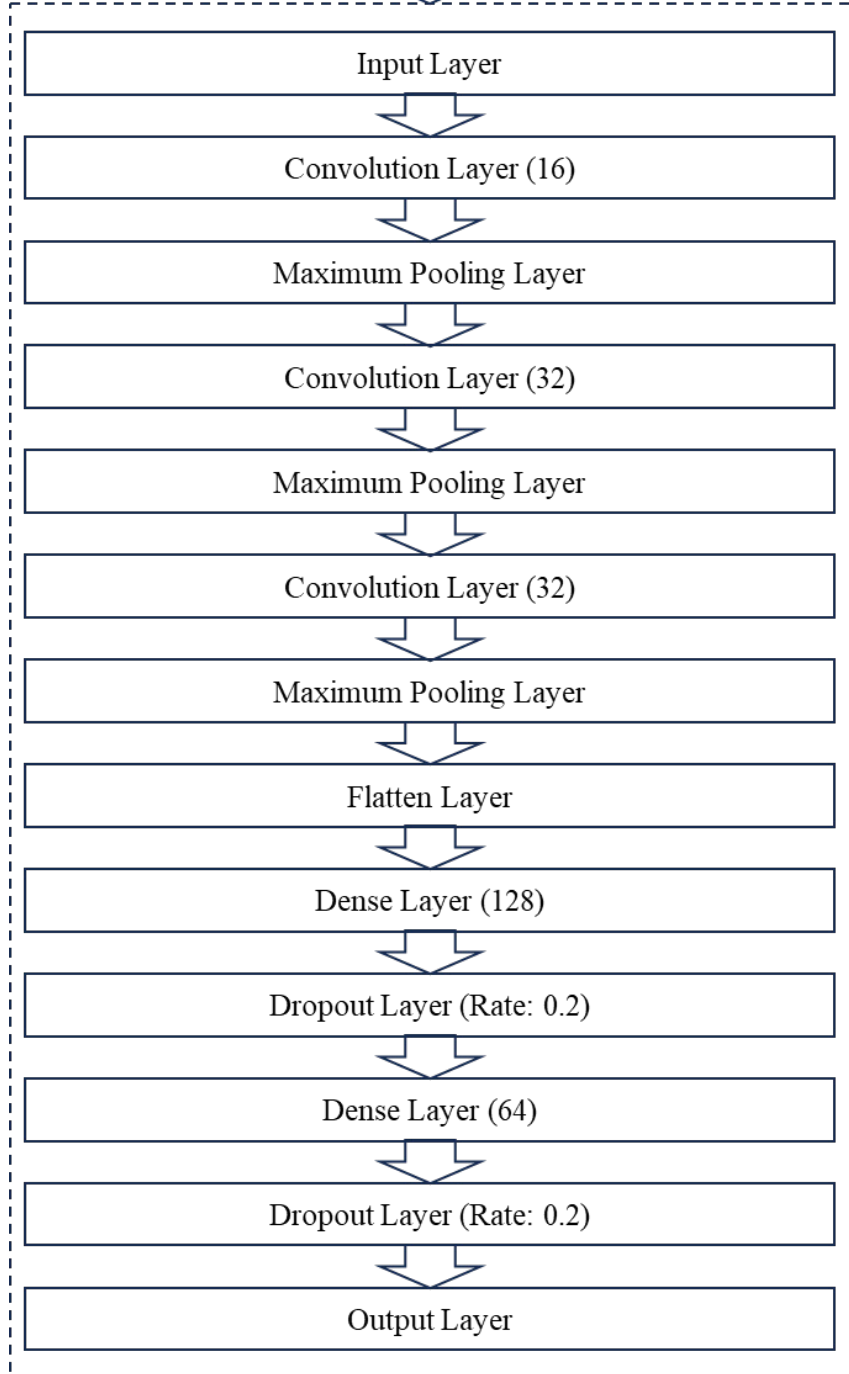 Input Layer
Convolution Layer (16)
Maximum Pooling Layer
Convolution Layer (32)
Maximum Pooling Layer
Convolution Layer (32)
Maximum Pooling Layer
Flatten Layer
Dense Layer (128)
Dropout Layer (Rate: 0.2)
Dense Layer (64)
Dropout Layer (Rate: 0.2)
Output Layer